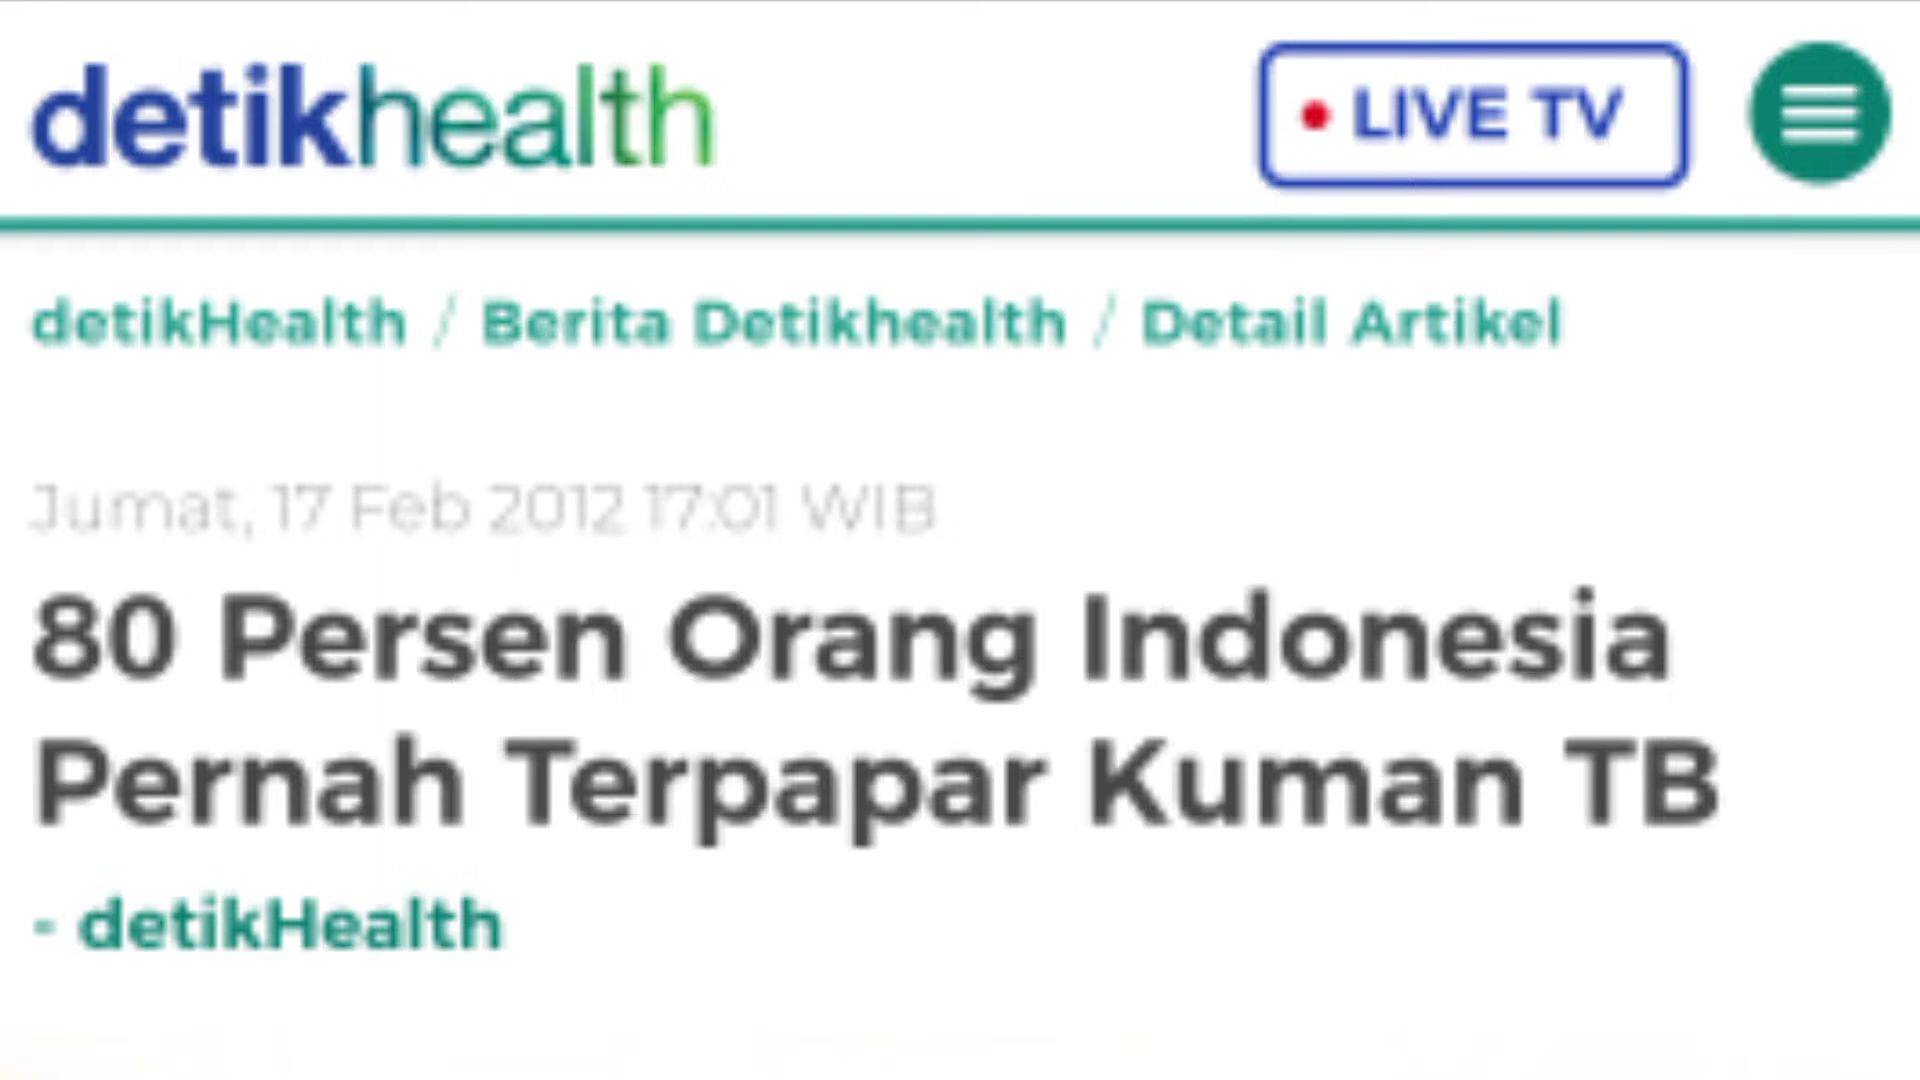 detikhealth
LIVE TV
detikHealth / Berita Detikhealth / Detail Artikel
Jumat, 17 Feb 2012 17:01 WIB
80 Persen Orang Indonesia
Pernah Terpapar Kuman TB
- detikHealth